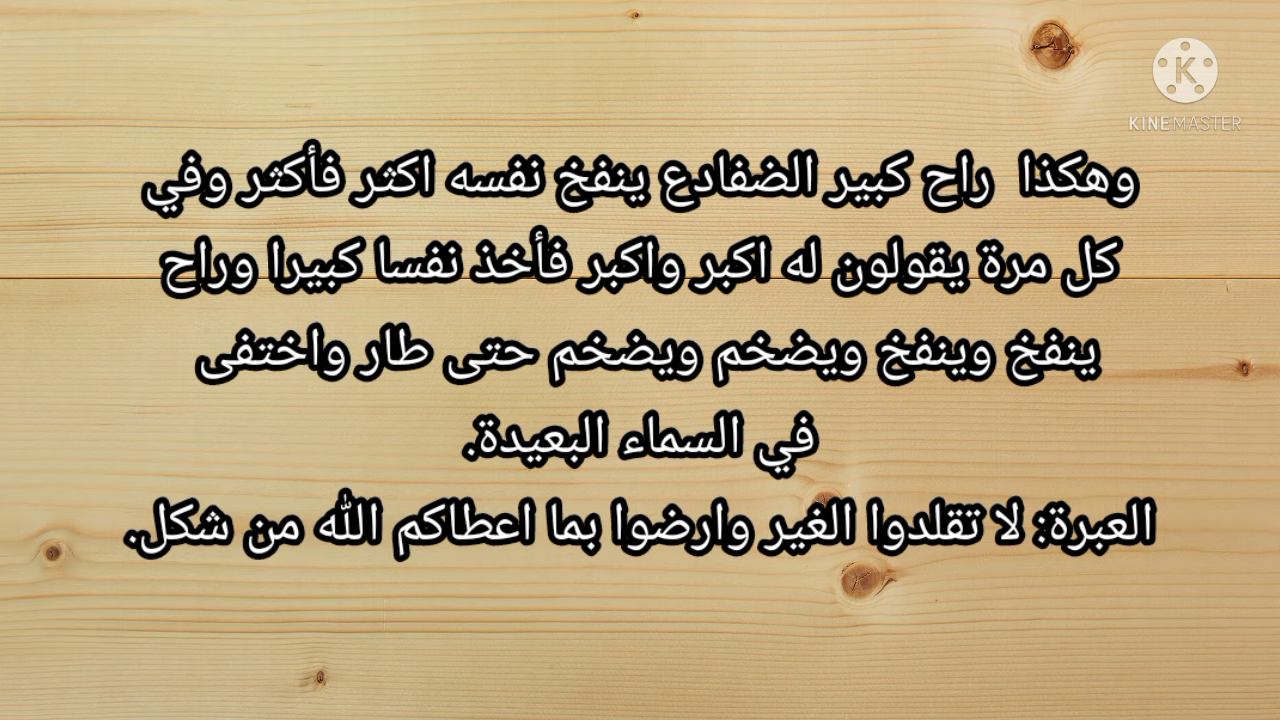 KINEMASTER
وهكذا راح كبير الضفادع ينفخ نفسه اكثر فأكثر وفي
كل مرة يقولون له اكبر واكبر فأخذ نفسا كبيرا وراح
ينفخ وينفخ ويضخم ويضخم حتى طار واختفى
في السماء البعيدة.
العبرة: لا تقلدوا الغير وارضوا بما اعطاكم الله من شكل.